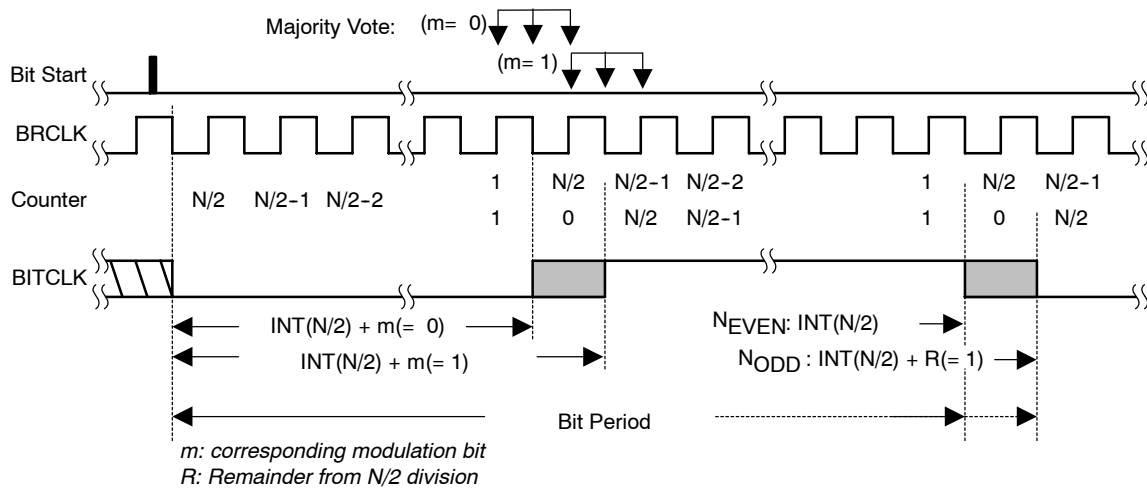 Majority Vote: (m= 0)
(m= 1)
Bit Start
BRCLK
Counter
N/2 N/2--1 N/2--2 1 N/2 N/2--1 N/2--2 1 N/2 N/2--1
1 0 N/2 N/2--1 1 0 N/2
BITCLK
INT(N/2) + m(= 0) NEVEN: INT(N/2)
INT(N/2) + m(= 1) NODD : INT(N/2) + R(= 1)
Bit Period
m: corresponding modulation bit
R: Remainder from N/2 division